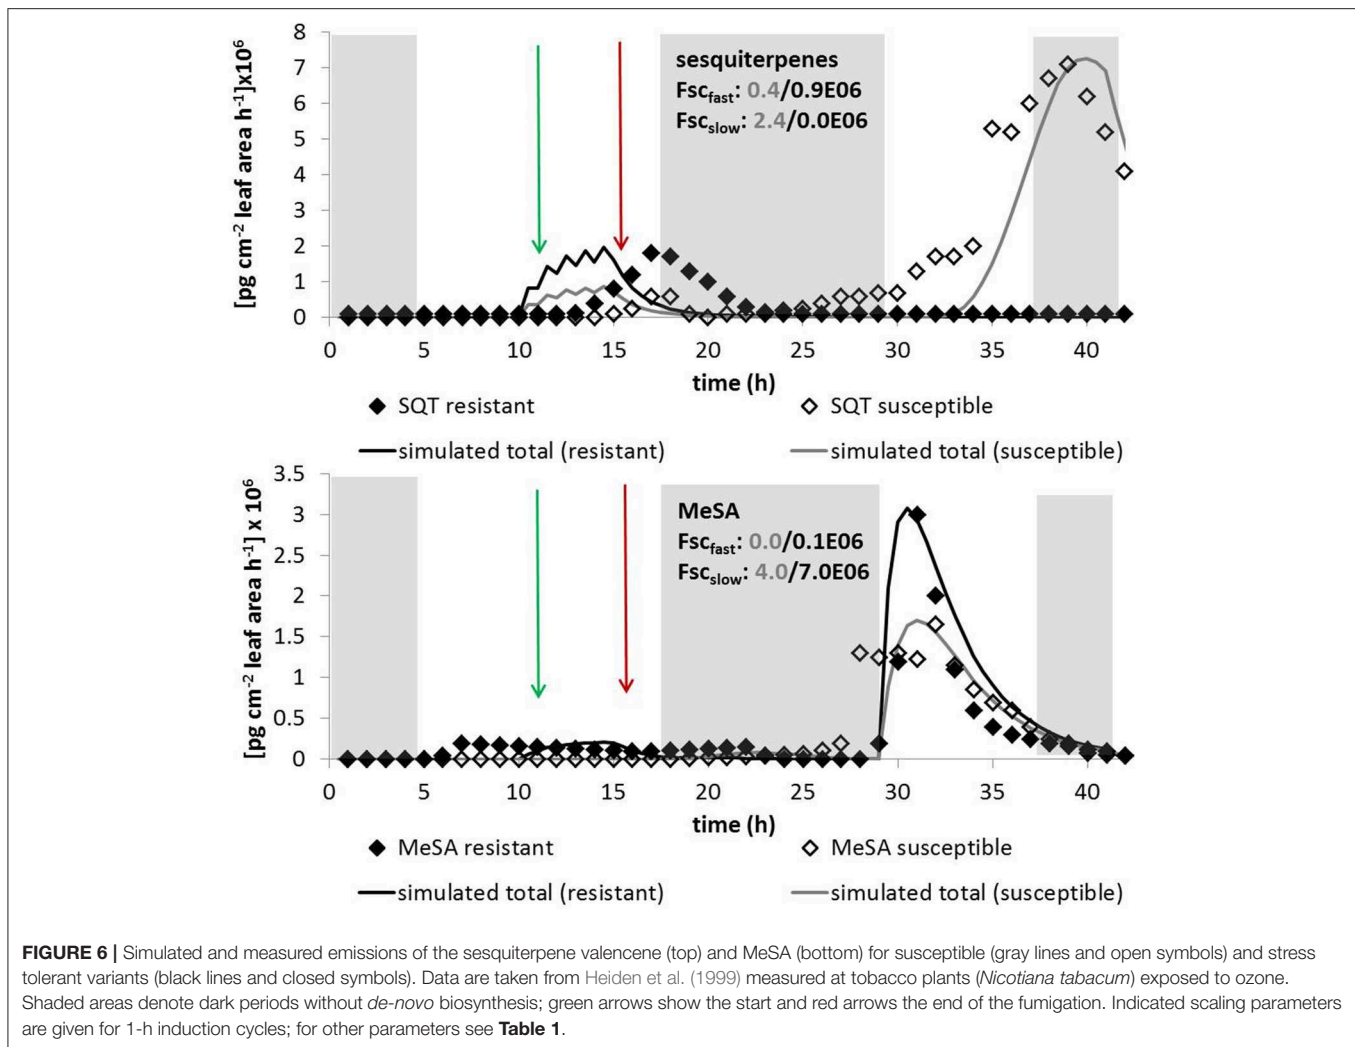 [pg cm⁻² leaf area h⁻¹]x10⁶
8
7
6
5
4
3
2
1
0
sesquiterpenes
Fsc_fast: 0.4/0.9E06
Fsc_slow: 2.4/0.0E06
0 5 10 15 20 25 30 35 40
time (h)
SQT resistant SQT susceptible
simulated total (resistant) simulated total (susceptible)
[pg cm⁻² leaf area h⁻¹] x 10⁶
3.5
3
2.5
2
1.5
1
0.5
0
MeSA
Fsc_fast: 0.0/0.1E06
Fsc_slow: 4.0/7.0E06
0 5 10 15 20 25 30 35 40
time (h)
MeSA resistant MeSA susceptible
simulated total (resistant) simulated total (susceptible)
FIGURE 6 | Simulated and measured emissions of the sesquiterpene valencene (top) and MeSA (bottom) for susceptible (gray lines and open symbols) and stress
tolerant variants (black lines and closed symbols). Data are taken from Heiden et al. (1999) measured at tobacco plants (Nicotiana tabacum) exposed to ozone.
Shaded areas denote dark periods without de-novo biosynthesis; green arrows show the start and red arrows the end of the fumigation. Indicated scaling parameters
are given for 1-h induction cycles; for other parameters see Table 1.